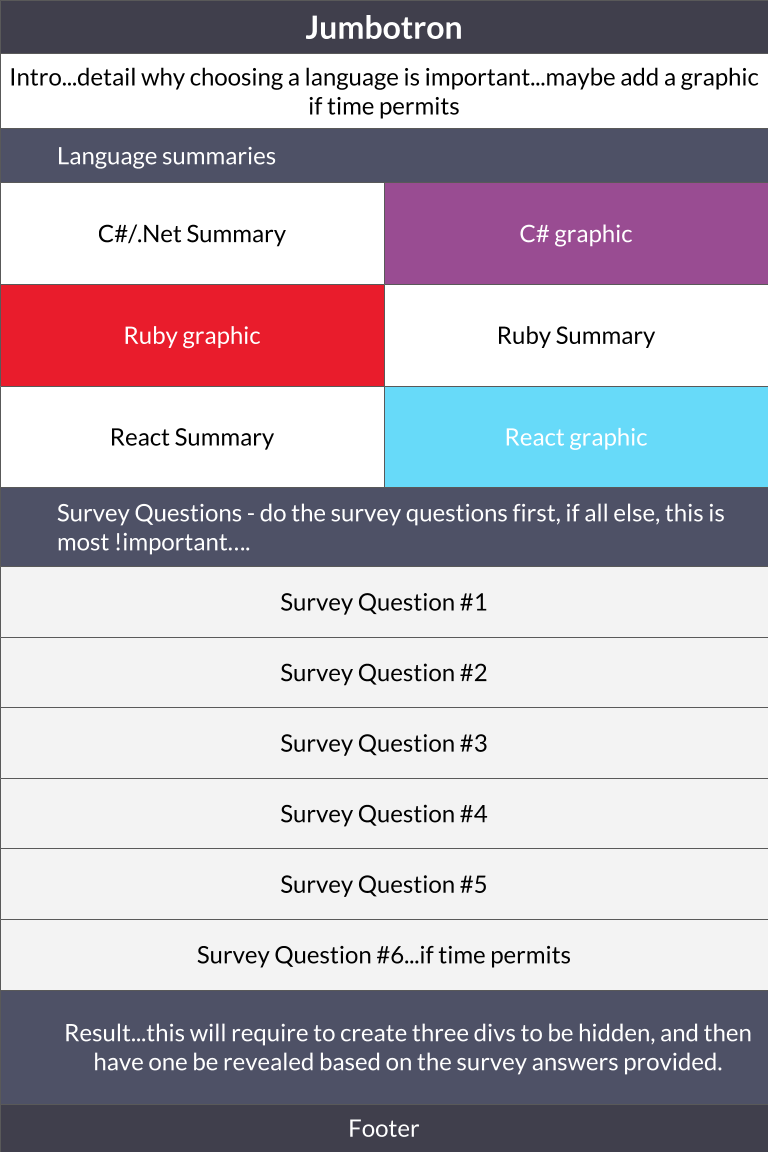 Jumbotron
Intro...detail why choosing a language is important...maybe add a graphic
if time permits
Language summaries
C#/.Net Summary
C# graphic
Ruby graphic
Ruby Summary
React Summary
React graphic
Survey Questions - do the survey questions first, if all else, this is
most !important....
Survey Question #1
Survey Question #2
Survey Question #3
Survey Question #4
Survey Question #5
Survey Question #6...if time permits
Result...this will require to create three divs to be hidden, and then
have one be revealed based on the survey answers provided.
Footer